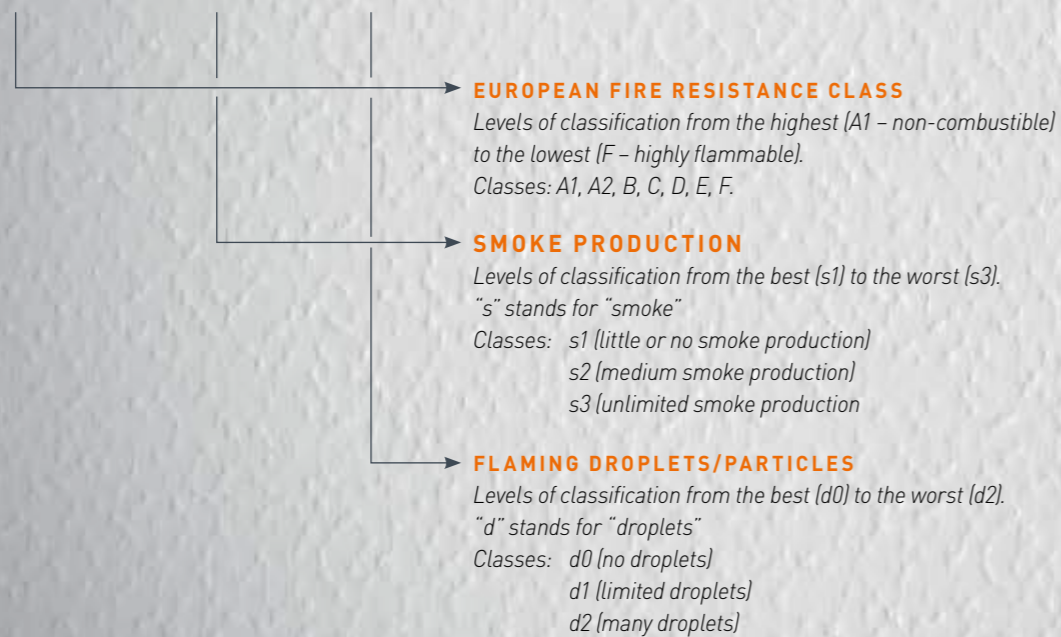 EUROPEAN FIRE RESISTANCE CLASS
Levels of classification from the highest (A1 – non-combustible)
to the lowest (F – highly flammable).
Classes: A1, A2, B, C, D, E, F.
SMOKE PRODUCTION
Levels of classification from the best (s1) to the worst (s3).
“s” stands for “smoke”
Classes: s1 (little or no smoke production)
s2 (medium smoke production)
s3 (unlimited smoke production
FLAMING DROPLETS/PARTICLES
Levels of classification from the best (d0) to the worst (d2).
“d” stands for “droplets”
Classes: d0 (no droplets)
d1 (limited droplets)
d2 (many droplets)